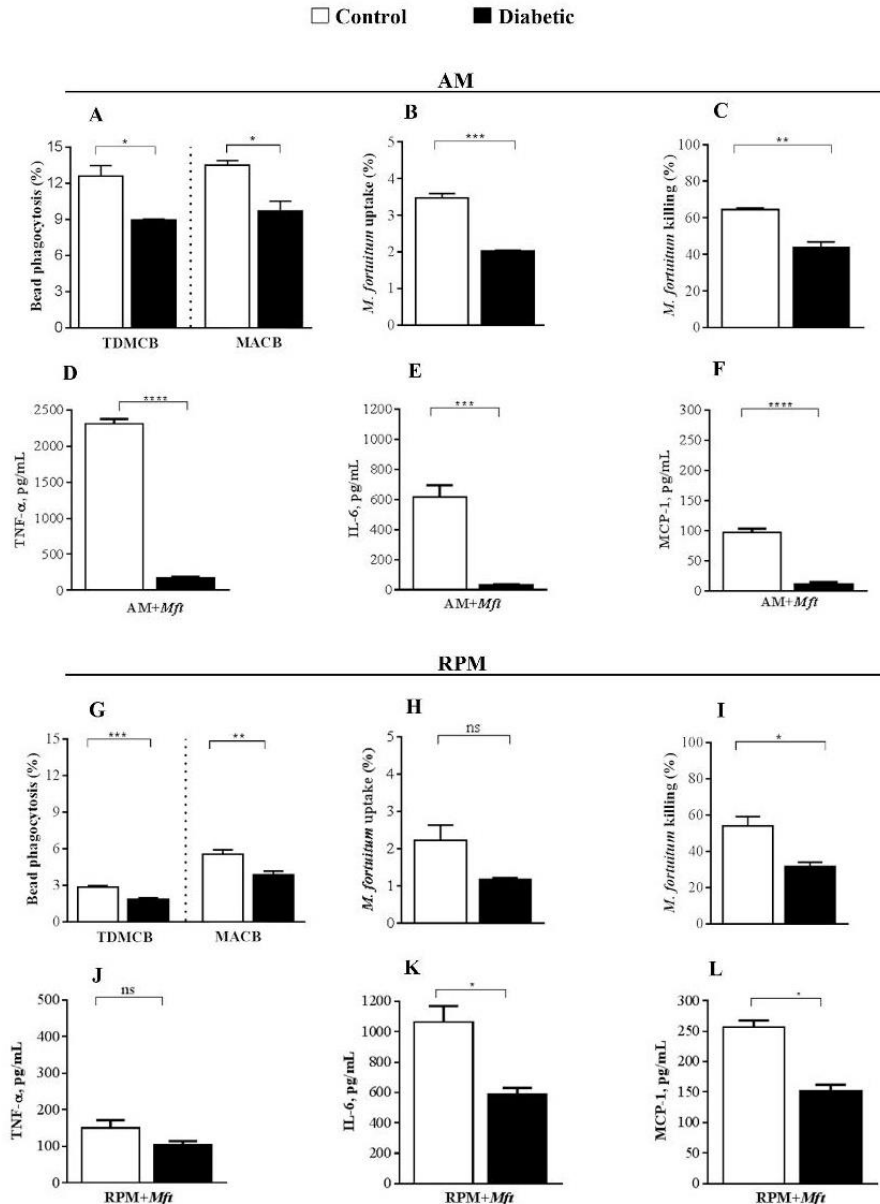 Control Diabetic
AM
A B C
* * *** **
Bead phagocytosis (%)
15
12
9
6
3
0
TDMCB MACB
M. fortuitum uptake (%)
5
4
3
2
1
0
M. fortuitum killing (%)
100
80
60
40
20
0
D E F
**** *** ****
TNF-α, pg/mL
2500
2000
1500
1000
500
0
AM+Mft
IL-6, pg/mL
1200
1000
800
600
400
200
0
AM+Mft
MCP-1, pg/mL
300
250
200
150
100
50
0
AM+Mft
RPM
G H I
*** ** ns *
Bead phagocytosis (%)
15
12
9
6
3
0
TDMCB MACB
M. fortuitum uptake (%)
5
4
3
2
1
0
M. fortuitum killing (%)
100
80
60
40
20
0
J K L
ns * *
TNF-α, pg/mL
500
400
300
200
100
0
RPM+Mft
IL-6, pg/mL
1200
1000
800
600
400
200
0
RPM+Mft
MCP-1, pg/mL
300
250
200
150
100
50
0
RPM+Mft